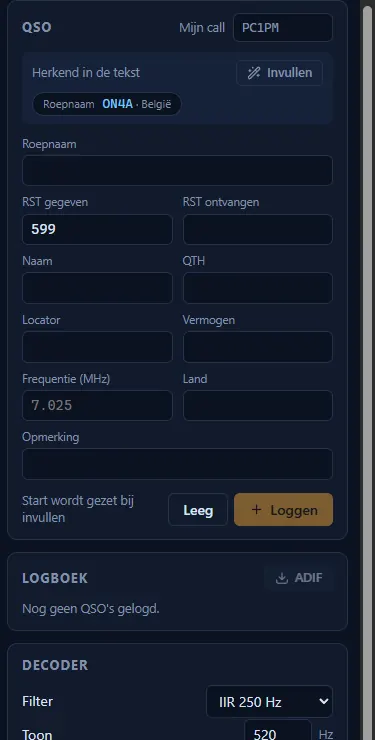 QSO Mijn call PC1PM
Herkend in de tekst Invullen
Roepnaam ON4A · België
Roepnaam
RST gegeven RST ontvangen
599
Naam QTH
Locator Vermogen
Frequentie (MHz) Land
7.025
Opmerking
Start wordt gezet bij
invullen
Leeg + Loggen
LOGBOEK ADIF
Nog geen QSO's gelogd.
DECODER
Filter IIR 250 Hz
Toon 520 Hz